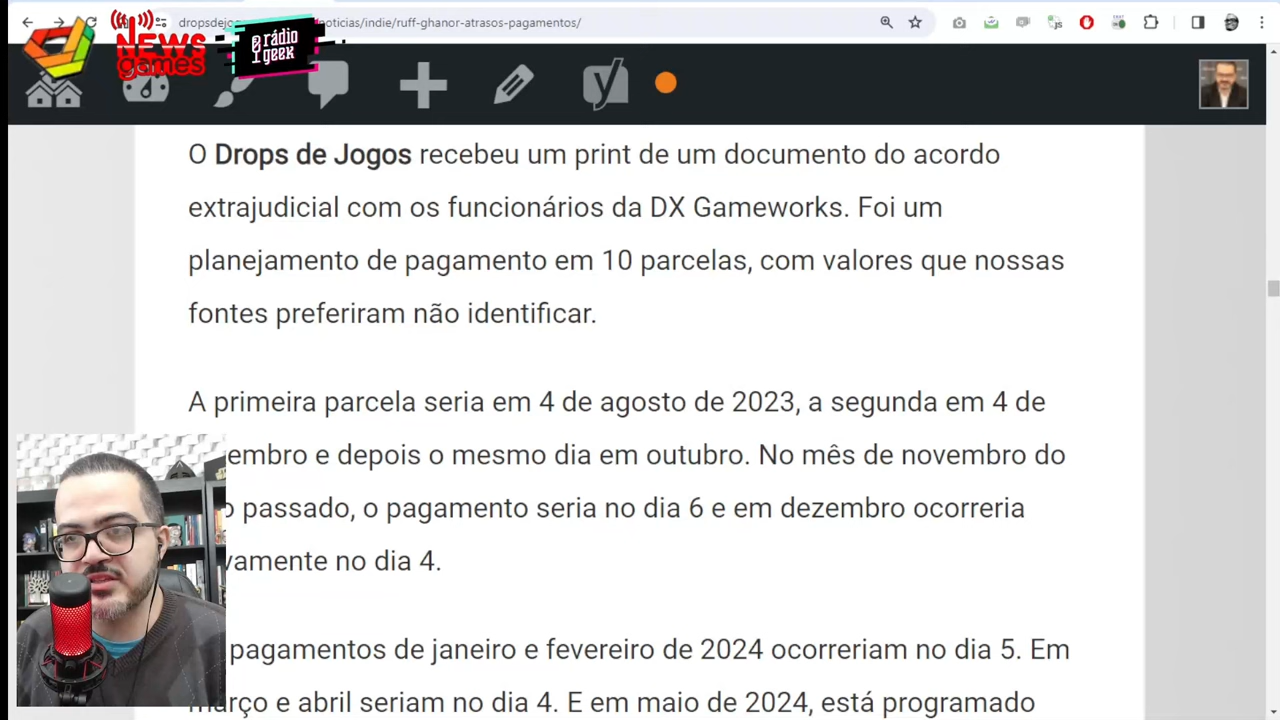 dropsdejog
noticias/indie/ruff-ghanor-atrasos-pagamentos/
NEWS
games
rádio
geek
O Drops de Jogos recebeu um print de um documento do acordo
extrajudicial com os funcionários da DX Gameworks. Foi um
planejamento de pagamento em 10 parcelas, com valores que nossas
fontes preferiram não identificar.
A primeira parcela seria em 4 de agosto de 2023, a segunda em 4 de
embro e depois o mesmo dia em outubro. No mês de novembro do
passado, o pagamento seria no dia 6 e em dezembro ocorreria
vamente no dia 4.
pagamentos de janeiro e fevereiro de 2024 ocorreriam no dia 5. Em
março e abril seriam no dia 4. E em maio de 2024, está programado